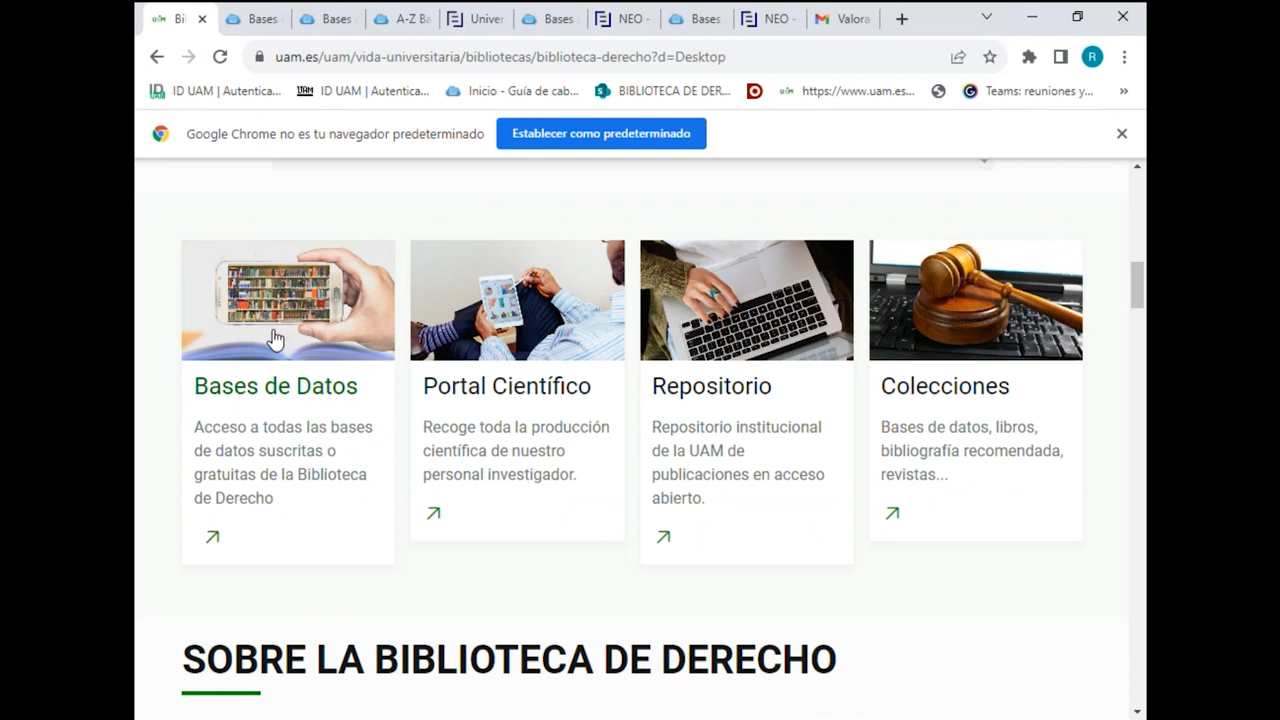 Bi
Bases
Bases
A-Z Ba
Univer
Bases
NEO -
Bases
NEO -
Valora
uam.es/uam/vida-universitaria/bibliotecas/biblioteca-derecho?d=Desktop
R
ID UAM | Autentica...
ID UAM | Autentica...
Inicio - Guía de cab...
BIBLIOTECA DE DER...
https://www.uam.es...
Teams: reuniones y...
»
Google Chrome no es tu navegador predeterminado
Establecer como predeterminado
Bases de Datos
Acceso a todas las bases
de datos suscritas o
gratuitas de la Biblioteca
de Derecho
Portal Científico
Recoge toda la producción
científica de nuestro
personal investigador.
Repositorio
Repositorio institucional
de la UAM de
publicaciones en acceso
abierto.
Colecciones
Bases de datos, libros,
bibliografía recomendada,
revistas...
SOBRE LA BIBLIOTECA DE DERECHO